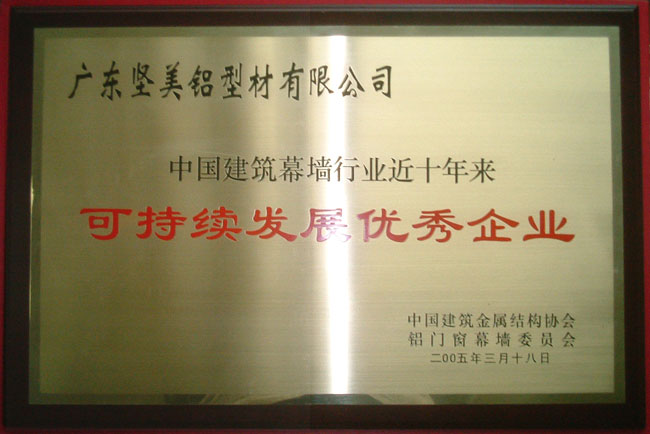 广东坚美铝型材有限公司
中国建筑幕墙行业近十年来
可持续发展优秀企业
中国建筑金属结构协会
铝门窗幕墙委员会
二00五年三月十八日